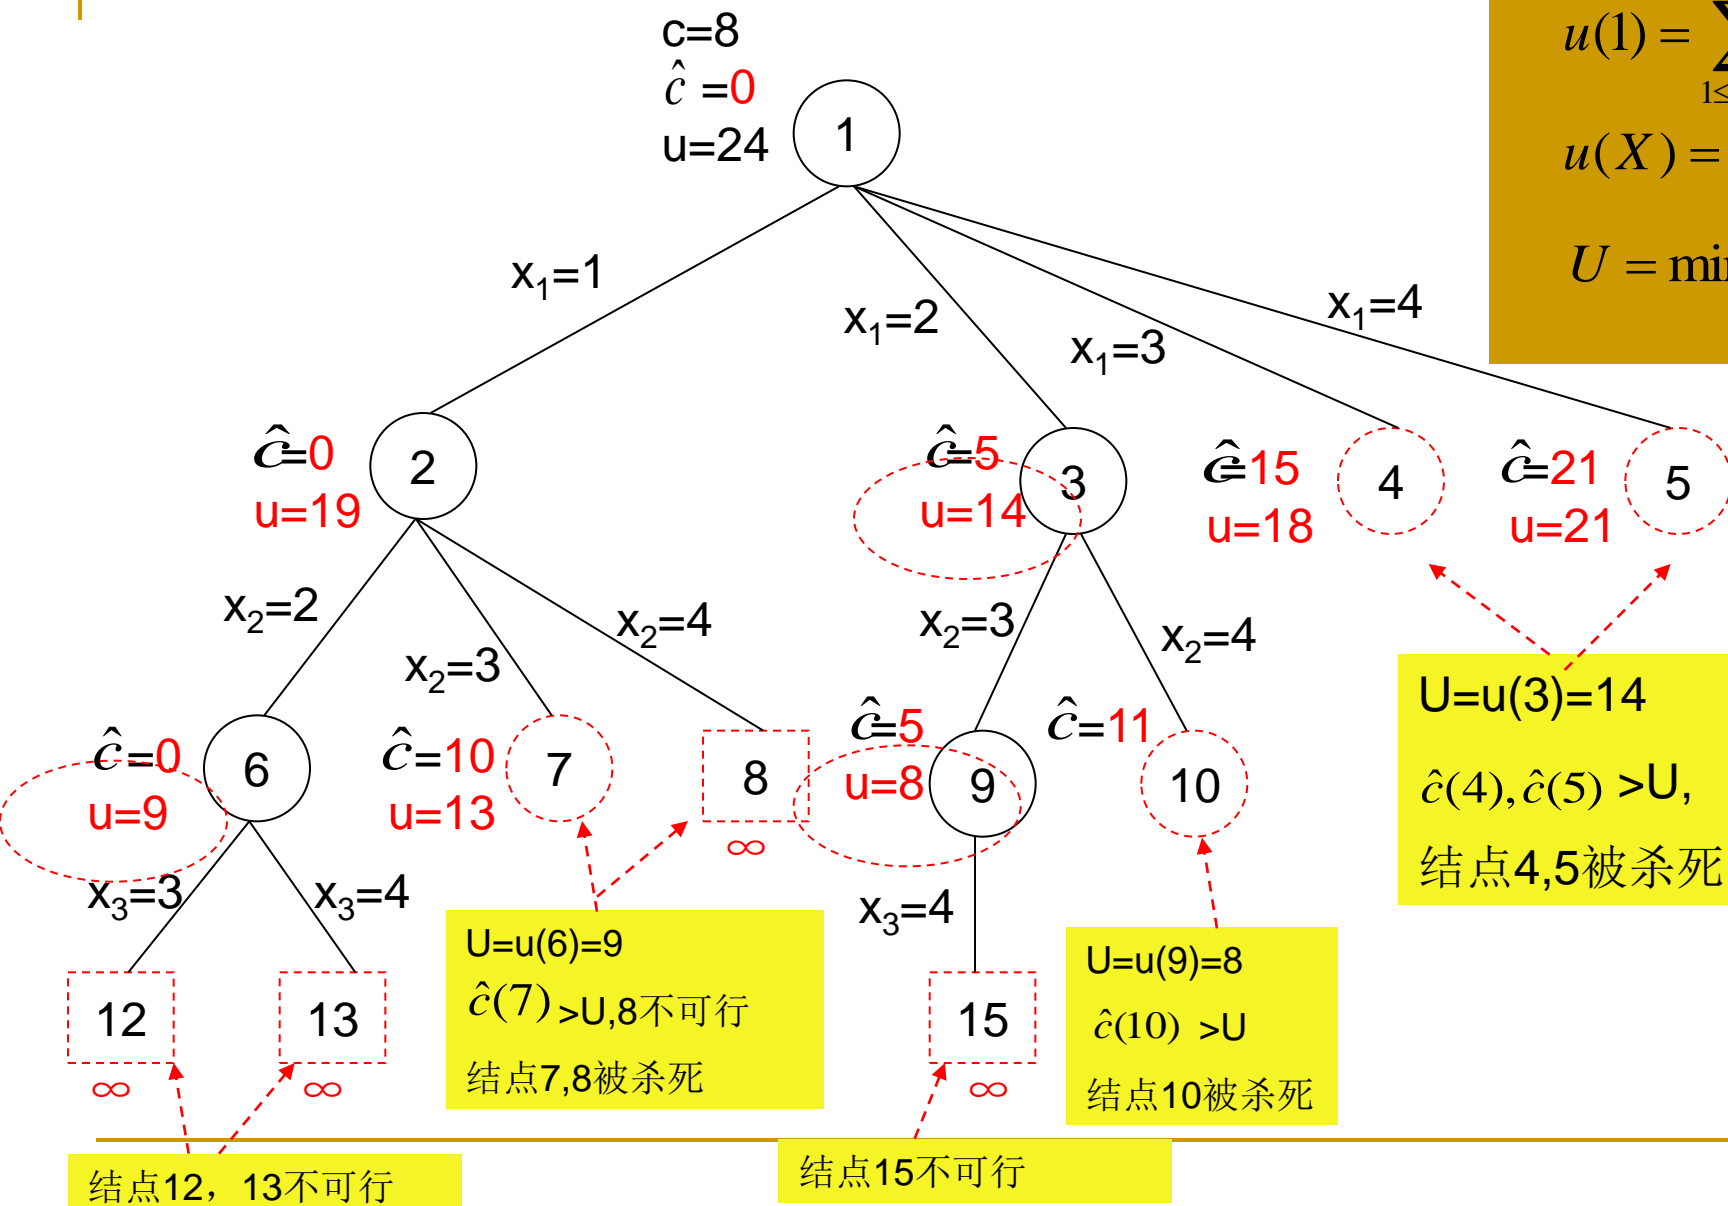 c=8
ĉ =0
u=24
1
u(1) = ∑
1≤
u(X) =
U = min
x₁=1
x₁=2
x₁=3
x₁=4
ĉ=0
u=19
2
ĉ=5
u=14
3
ĉ=15
u=18
4
ĉ=21
u=21
5
x₂=2
x₂=3
x₂=4
x₂=3
x₂=4
U=u(3)=14
ĉ(4),ĉ(5) >U,
结点4,5被杀死
ĉ=0
u=9
6
ĉ=10
u=13
7
8
∞
ĉ=5
u=8
9
ĉ=11
10
x₃=3
x₃=4
x₃=4
U=u(6)=9
ĉ(7) >U,8不可行
结点7,8被杀死
U=u(9)=8
ĉ(10) >U
结点10被杀死
12
∞
13
∞
15
∞
结点12，13不可行
结点15不可行